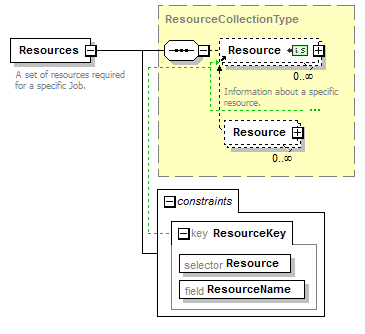 ResourceCollectionType
Resources
A set of resources required
for a specific Job.
Resource
is
0..∞
Information about a specific
resource.
Resource
0..∞
constraints
key ResourceKey
selector Resource
field ResourceName